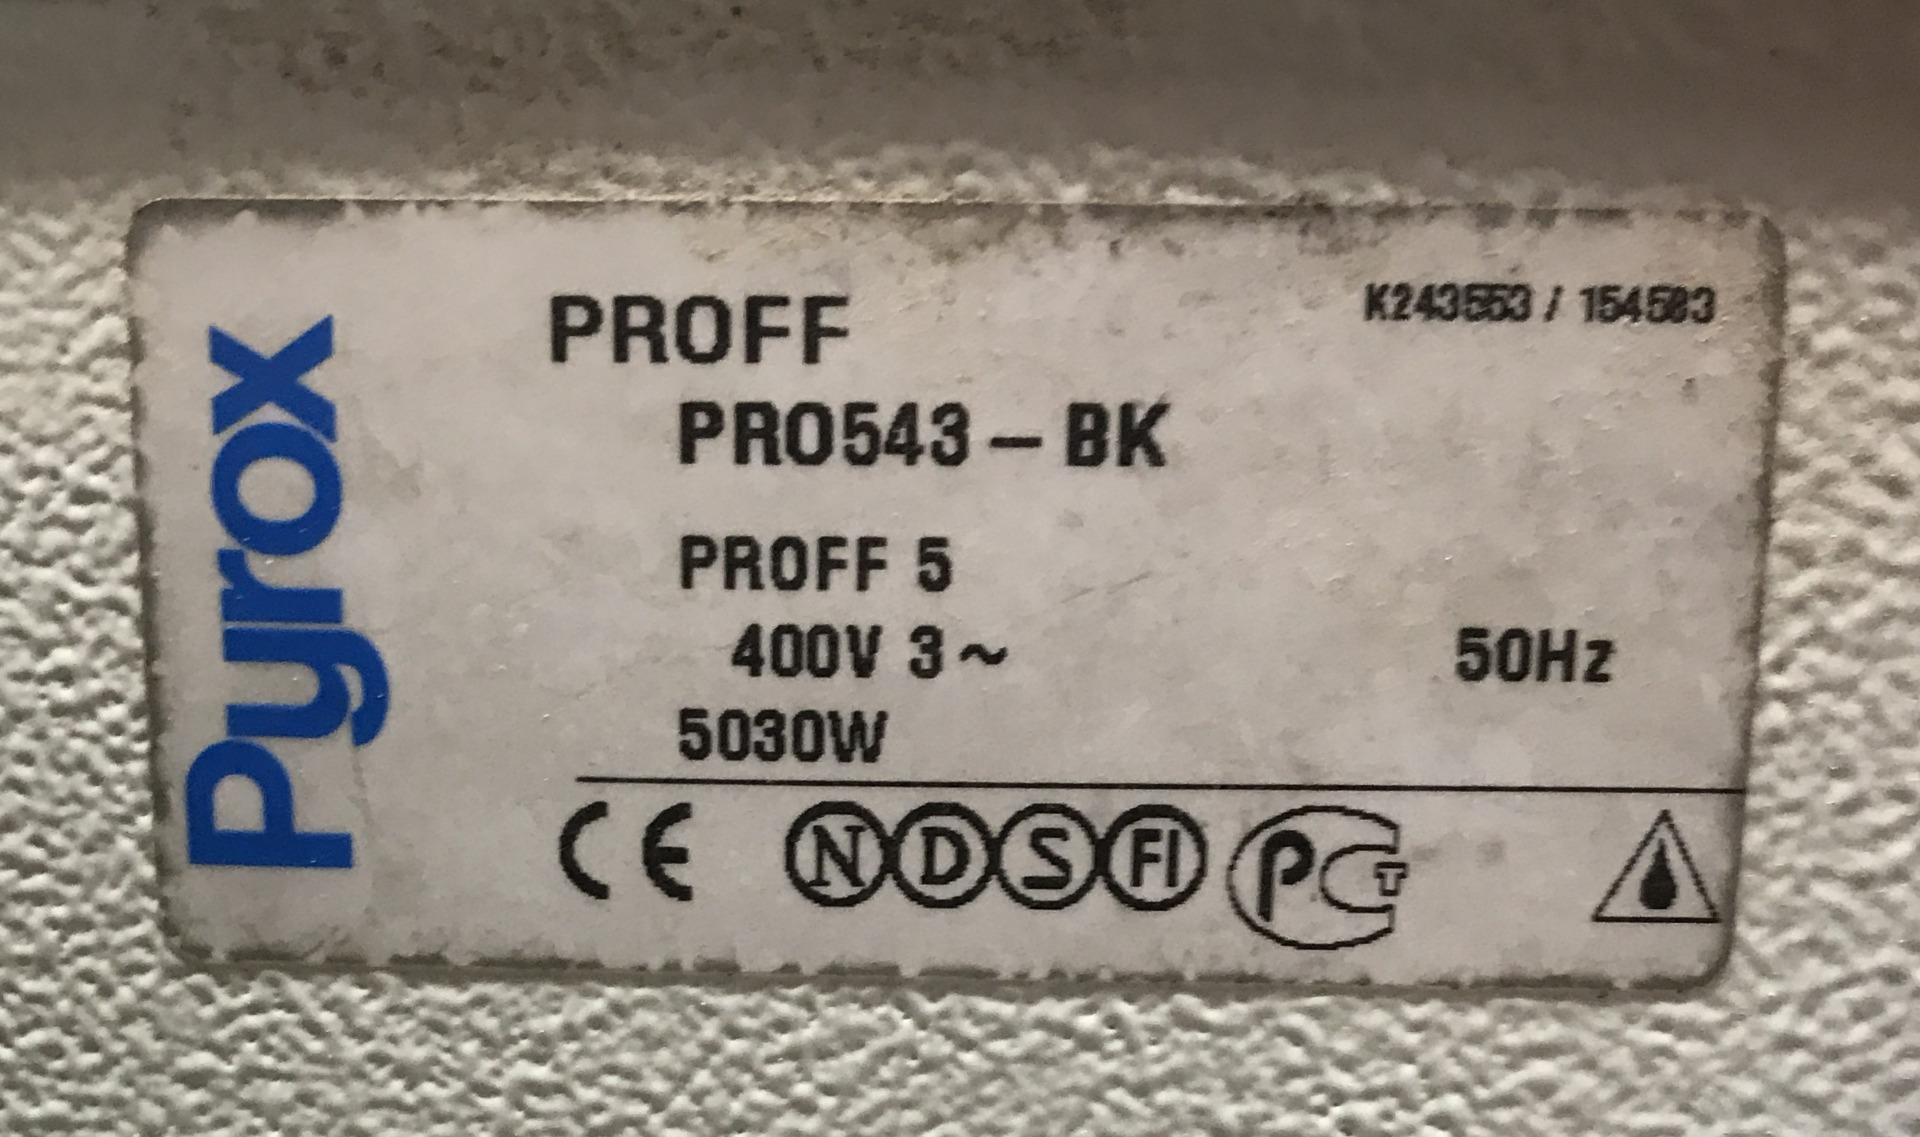 Pyrox
PROFF
K243553 / 154583
PRO543 – BK
PROFF 5
400V 3~
50Hz
5030W
CE N D S FI PCT